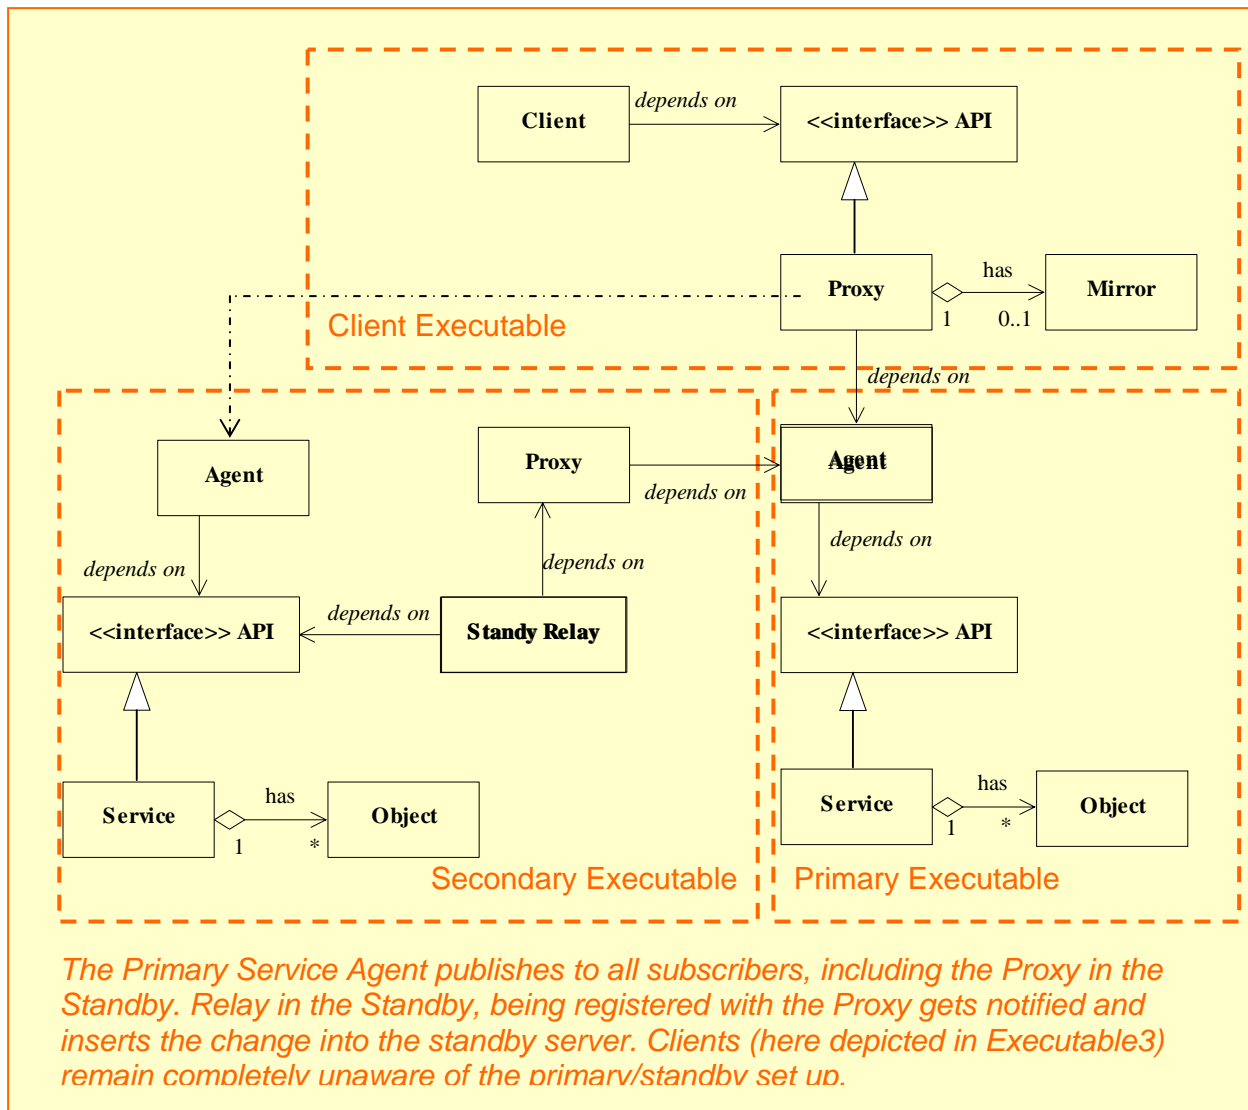 depends on
Client
<<interface>> API
Proxy
has
Mirror
1
0..1
Client Executable
depends on
Agent
Proxy
Agent
depends on
depends on
depends on
depends on
depends on
<<interface>> API
Standy Relay
<<interface>> API
Service
has
Object
1
*
Service
has
Object
1
*
Secondary Executable
Primary Executable
The Primary Service Agent publishes to all subscribers, including the Proxy in the
Standby. Relay in the Standby, being registered with the Proxy gets notified and
inserts the change into the standby server. Clients (here depicted in Executable3)
remain completely unaware of the primary/standby set up.